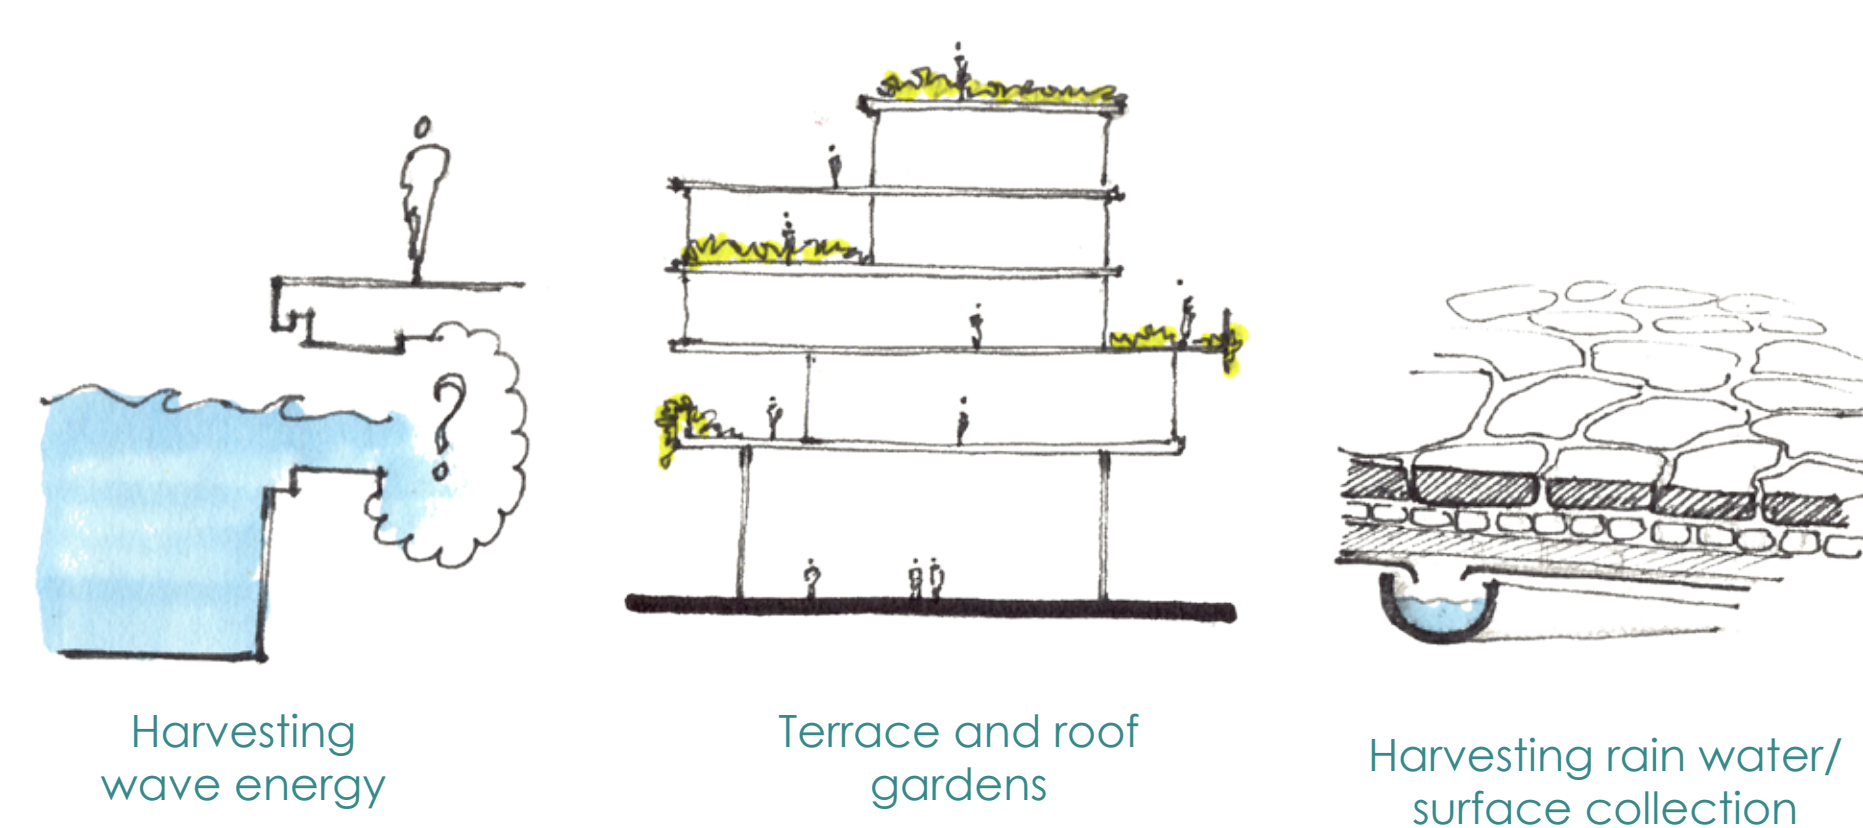 ?
Harvesting
wave energy
Terrace and roof
gardens
Harvesting rain water/
surface collection